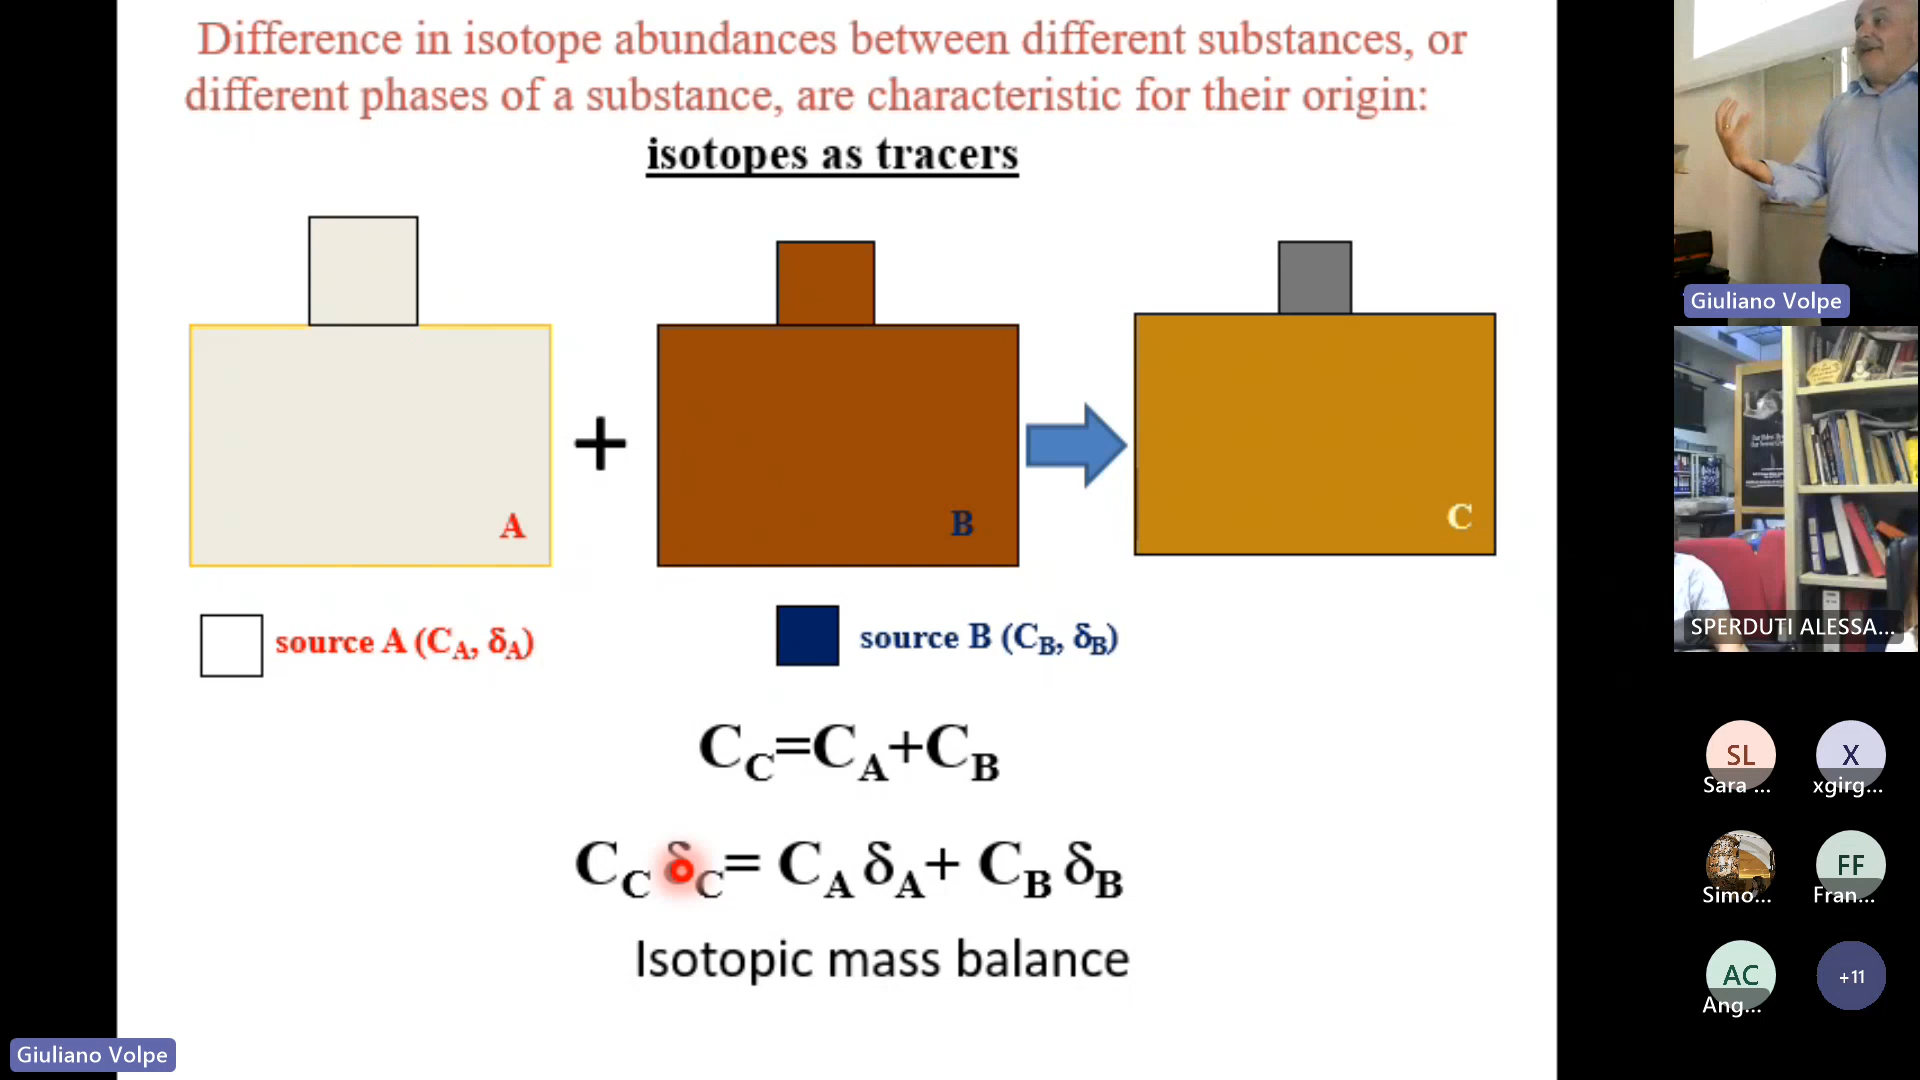 Difference in isotope abundances between different substances, or
different phases of a substance, are characteristic for their origin:
isotopes as tracers
A
+
B
C
source A (C_A, δ_A)
source B (C_B, δ_B)
C_C=C_A+C_B
C_C δ_C= C_A δ_A+ C_B δ_B
Isotopic mass balance
Giuliano Volpe
Giuliano Volpe
SPERDUTI ALESSA...
SL
Sara ...
X
xgirg...
Simo...
FF
Fran...
AC
Ang...
+11